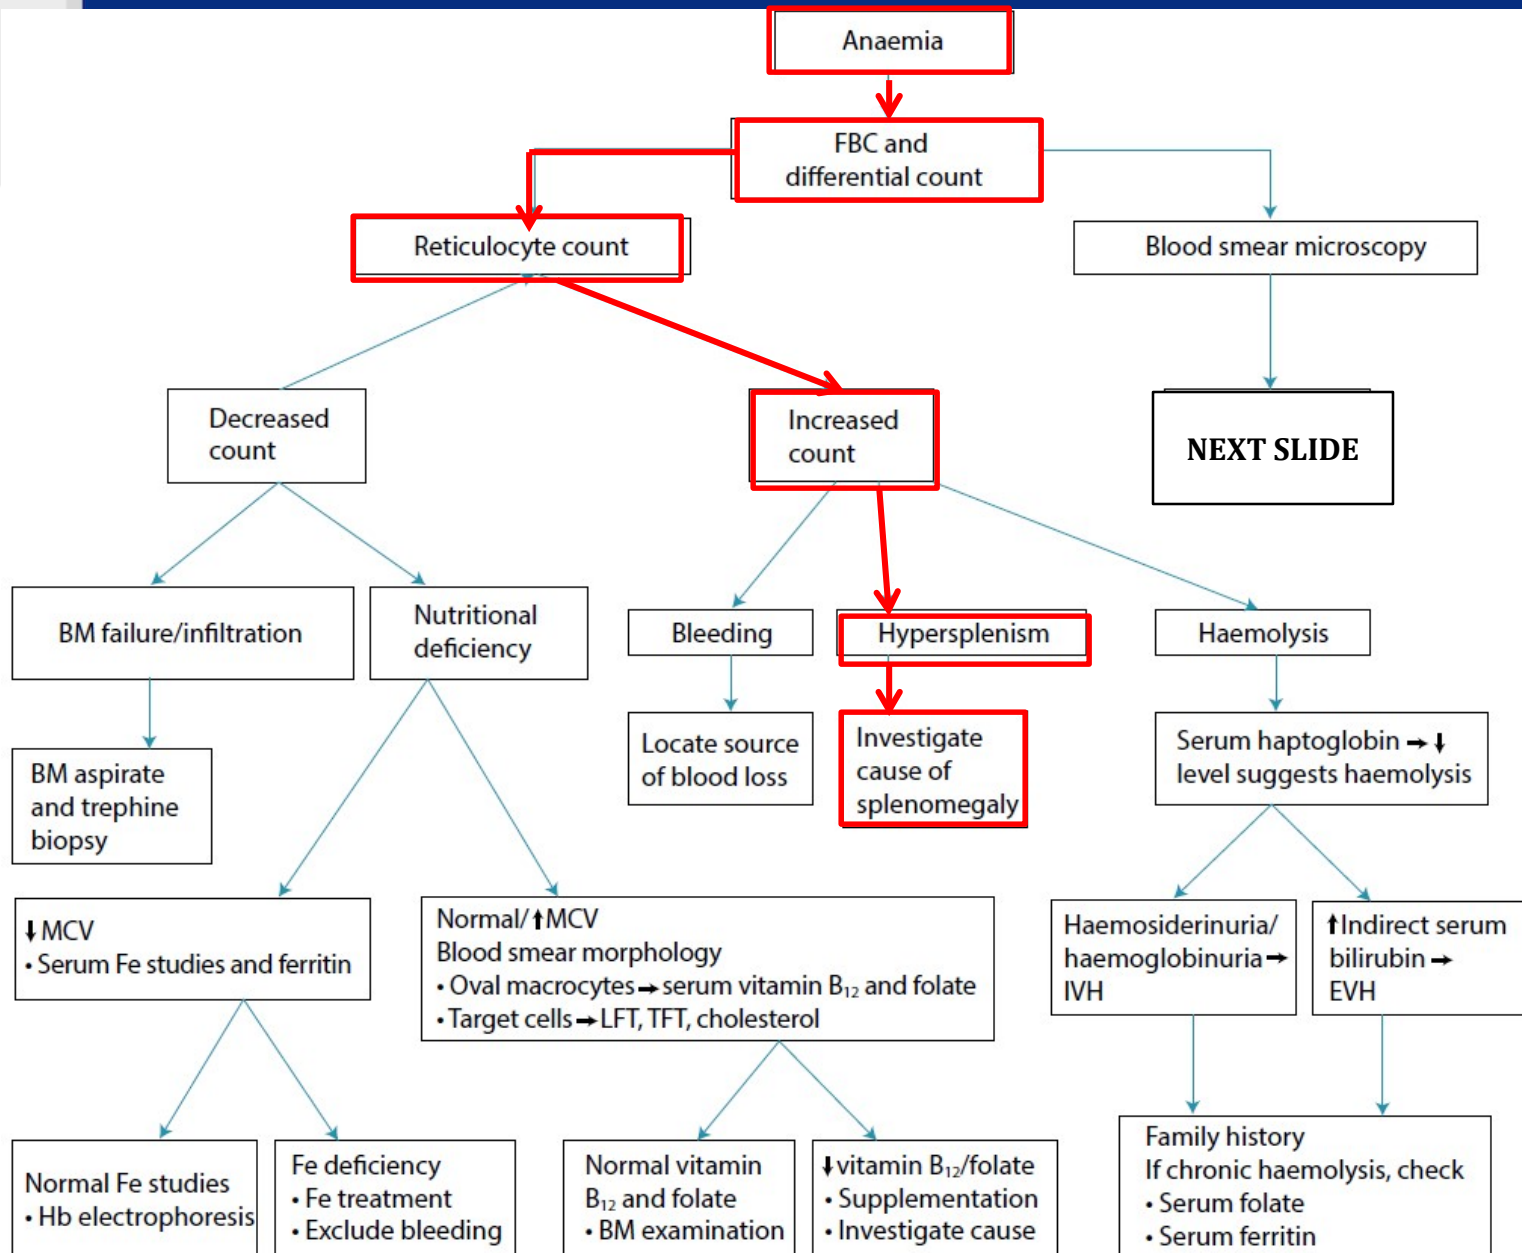 Anaemia
FBC and
differential count
Reticulocyte count
Blood smear microscopy
Decreased
count
Increased
count
NEXT SLIDE
BM failure/infiltration
Nutritional
deficiency
Bleeding
Hypersplenism
Haemolysis
BM aspirate
and trephine
biopsy
Locate source
of blood loss
Investigate
cause of
splenomegaly
Serum haptoglobin → ↓
level suggests haemolysis
↓ MCV
• Serum Fe studies and ferritin
Normal/ ↑ MCV
Blood smear morphology
• Oval macrocytes → serum vitamin B₁₂ and folate
• Target cells → LFT, TFT, cholesterol
Haemosiderinuria/
haemoglobinuria →
IVH
↑ Indirect serum
bilirubin →
EVH
Normal Fe studies
• Hb electrophoresis
Fe deficiency
• Fe treatment
• Exclude bleeding
Normal vitamin
B₁₂ and folate
• BM examination
↓ vitamin B₁₂/folate
• Supplementation
• Investigate cause
Family history
If chronic haemolysis, check
• Serum folate
• Serum ferritin